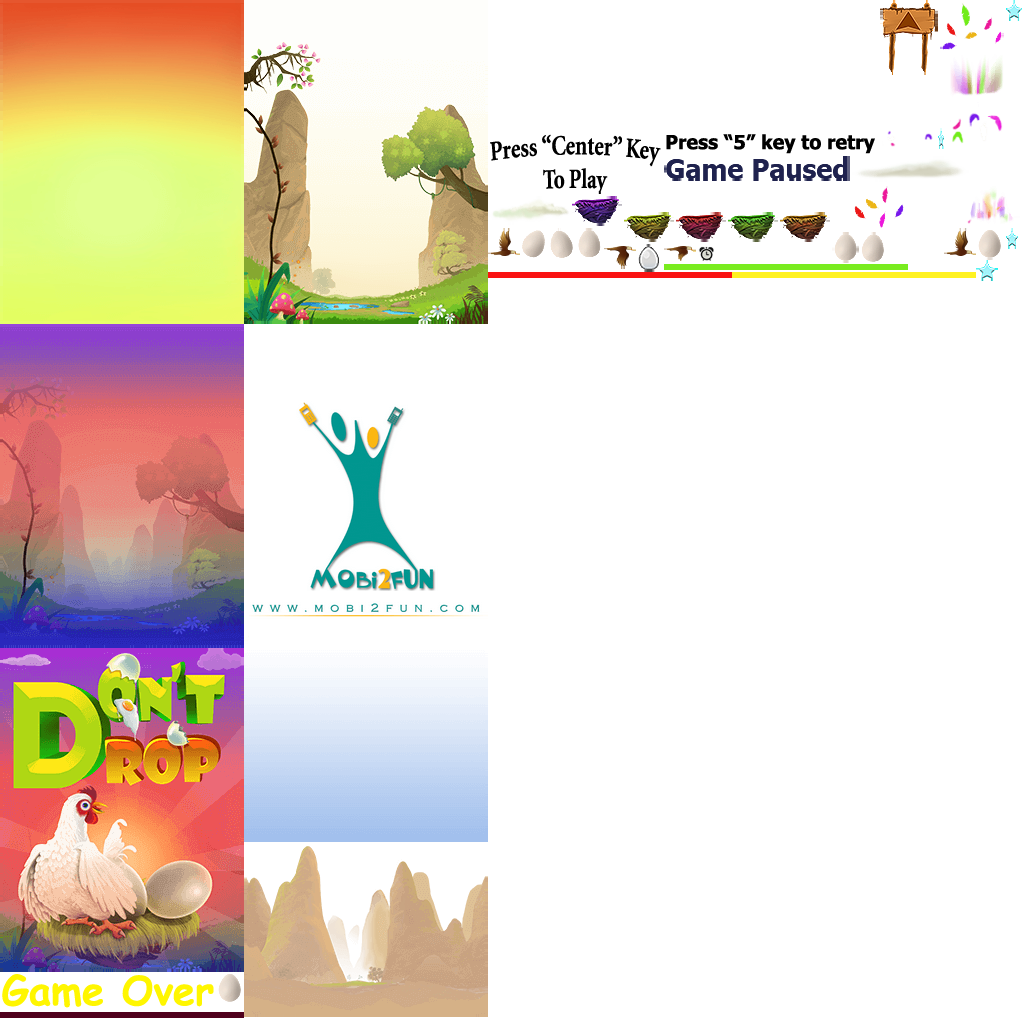 Press “Center” Key
To Play
Press “5” key to retry
Game Paused
MOBi2FUN
WWW.MOBI2FUN.COM
DON'T
DROP
Game Over